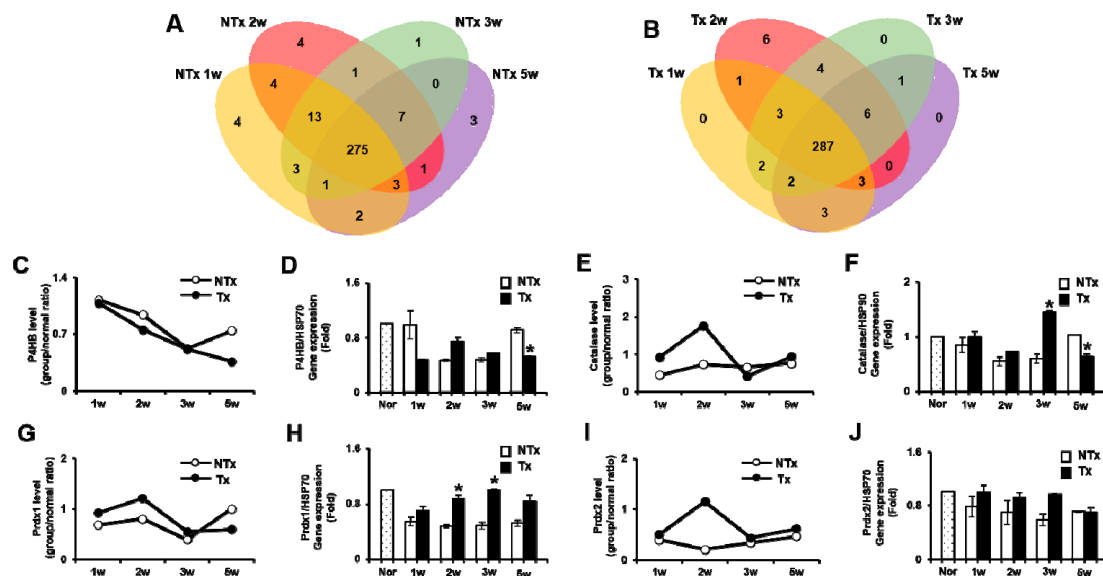 A
NTx 2w
NTx 3w
NTx 1w
NTx 5w
4
1
4
1
0
4
13
7
3
275
3
1
1
3
2
B
Tx 2w
Tx 3w
Tx 1w
Tx 5w
6
0
1
4
1
0
3
6
0
287
2
2
3
0
3
C
P4HB level
(group/normal ratio)
1.4
0.7
0
1w 2w 3w 5w
NTx
Tx
D
P4HB/HSP70
Gene expression
(Fold)
1.6
0.8
0
Nor 1w 2w 3w 5w
NTx
Tx
*
E
Catalase level
(group/normal ratio)
3
2
1
0
1w 2w 3w 5w
NTx
Tx
F
Catalase/HSP90
Gene expression
(Fold)
2
1
0
Nor 1w 2w 3w 5w
NTx
Tx
*
*
G
Prdx1 level
(group/normal ratio)
2
1
0
1w 2w 3w 5w
NTx
Tx
H
Prdx1/HSP70
Gene expression
(Fold)
1.6
0.8
0
Nor 1w 2w 3w 5w
NTx
Tx
* *
I
Prdx2 level
(group/normal ratio)
2
1
0
1w 2w 3w 5w
NTx
Tx
J
Prdx2/HSP70
Gene expression
(Fold)
1.6
0.8
0
Nor 1w 2w 3w 5w
NTx
Tx